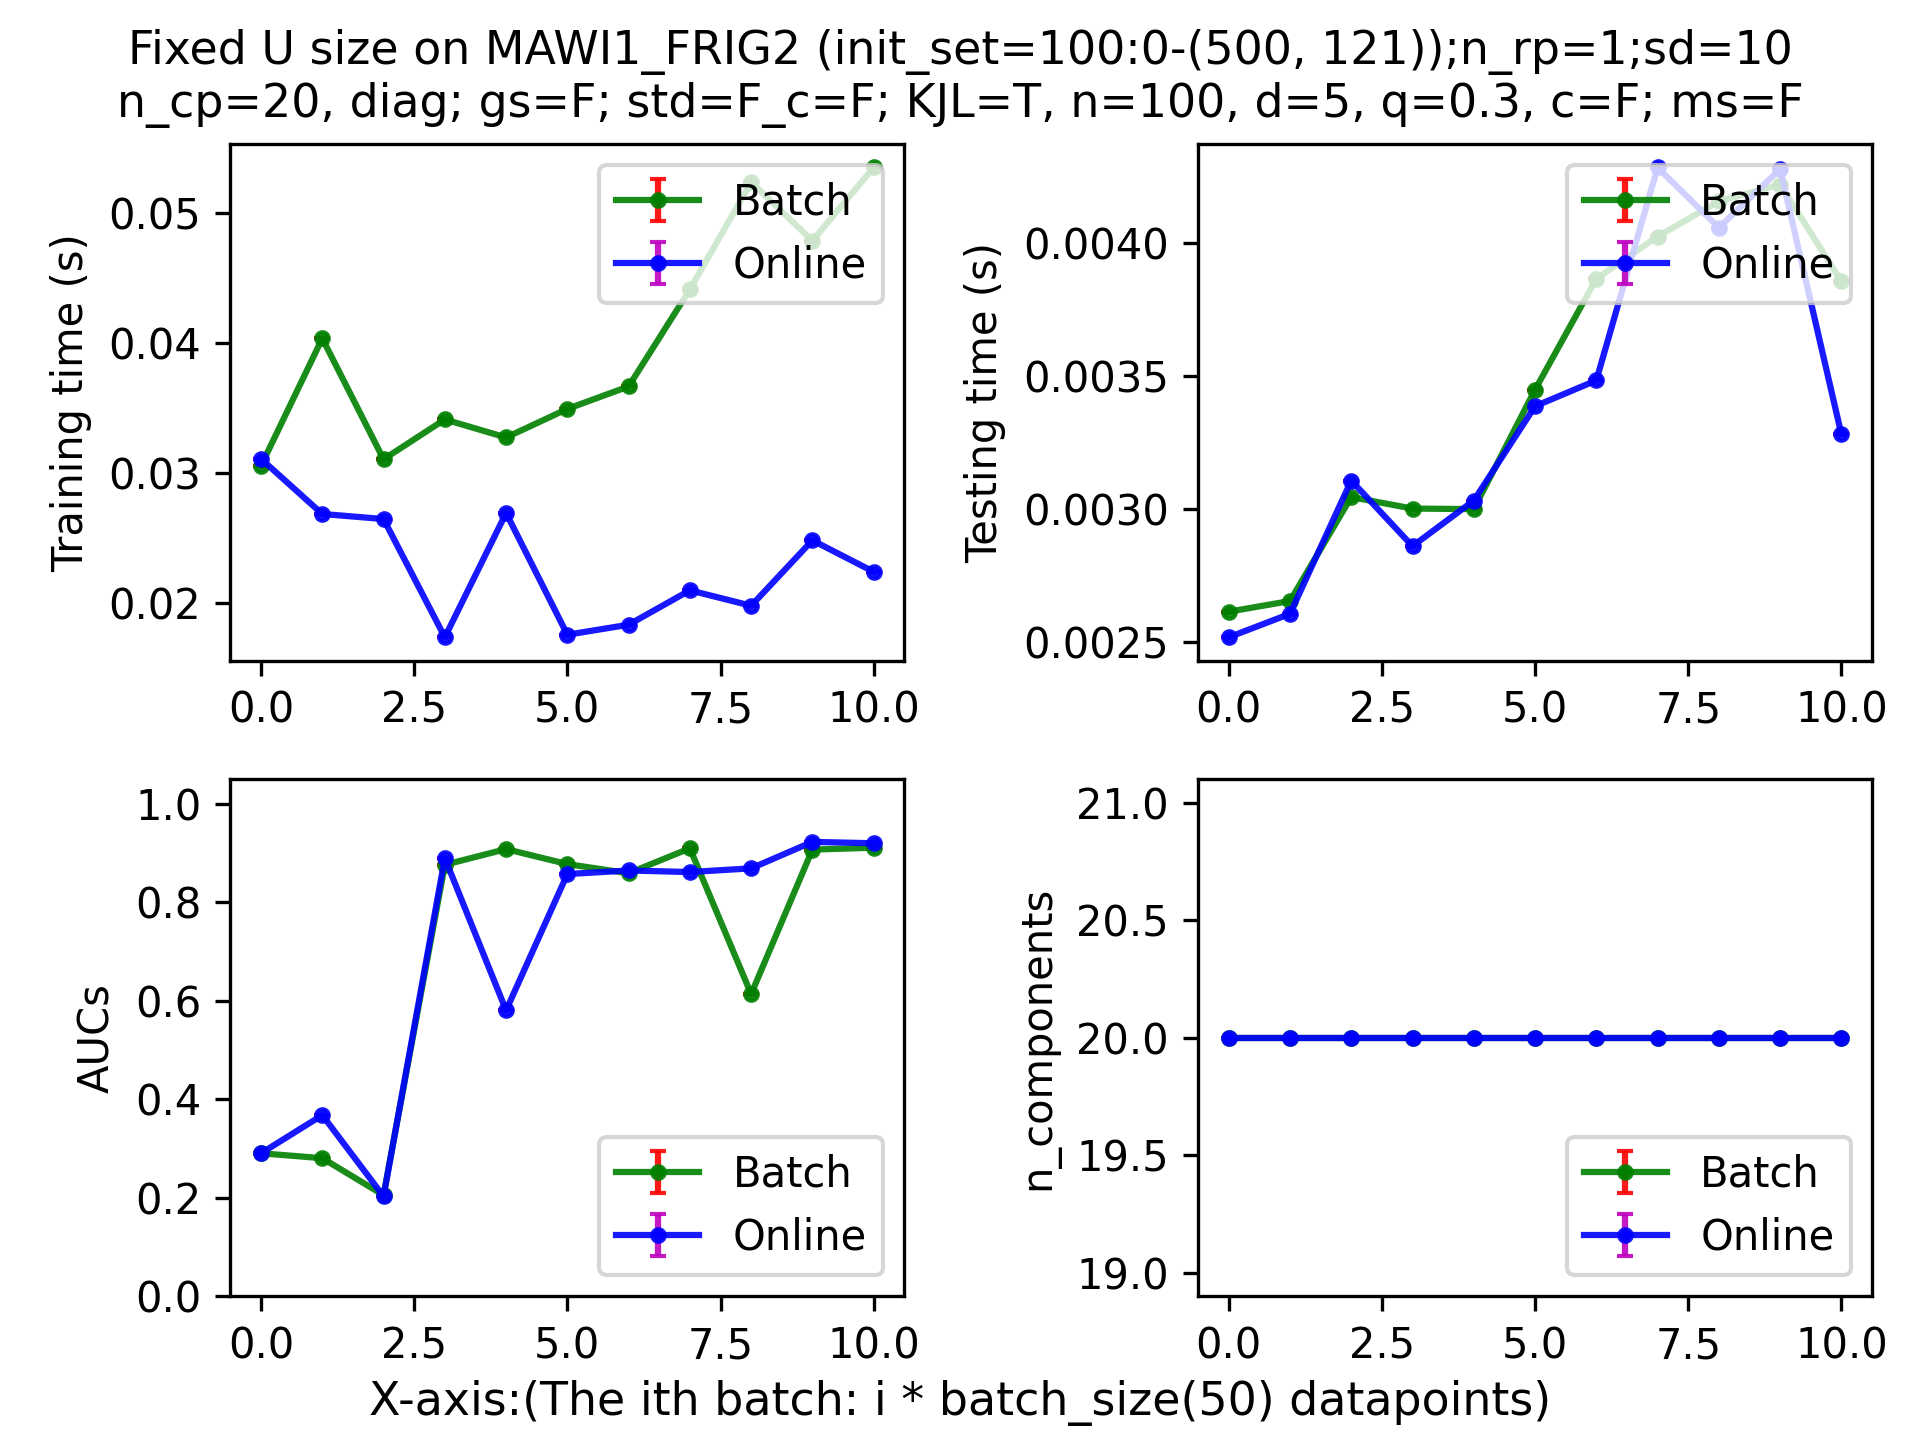 Fixed U size on MAWI1_FRIG2 (init_set=100:0-(500, 121));n_rp=1;sd=10
n_cp=20, diag; gs=F; std=F_c=F; KJL=T, n=100, d=5, q=0.3, c=F; ms=F
Training time (s)
0.05
0.04
0.03
0.02
0.0 2.5 5.0 7.5 10.0
Batch
Online
Testing time (s)
0.0040
0.0035
0.0030
0.0025
0.0 2.5 5.0 7.5 10.0
Batch
Online
AUCs
1.0
0.8
0.6
0.4
0.2
0.0
0.0 2.5 5.0 7.5 10.0
Batch
Online
n_components
21.0
20.5
20.0
19.5
19.0
0.0 2.5 5.0 7.5 10.0
Batch
Online
X-axis:(The ith batch: i * batch_size(50) datapoints)